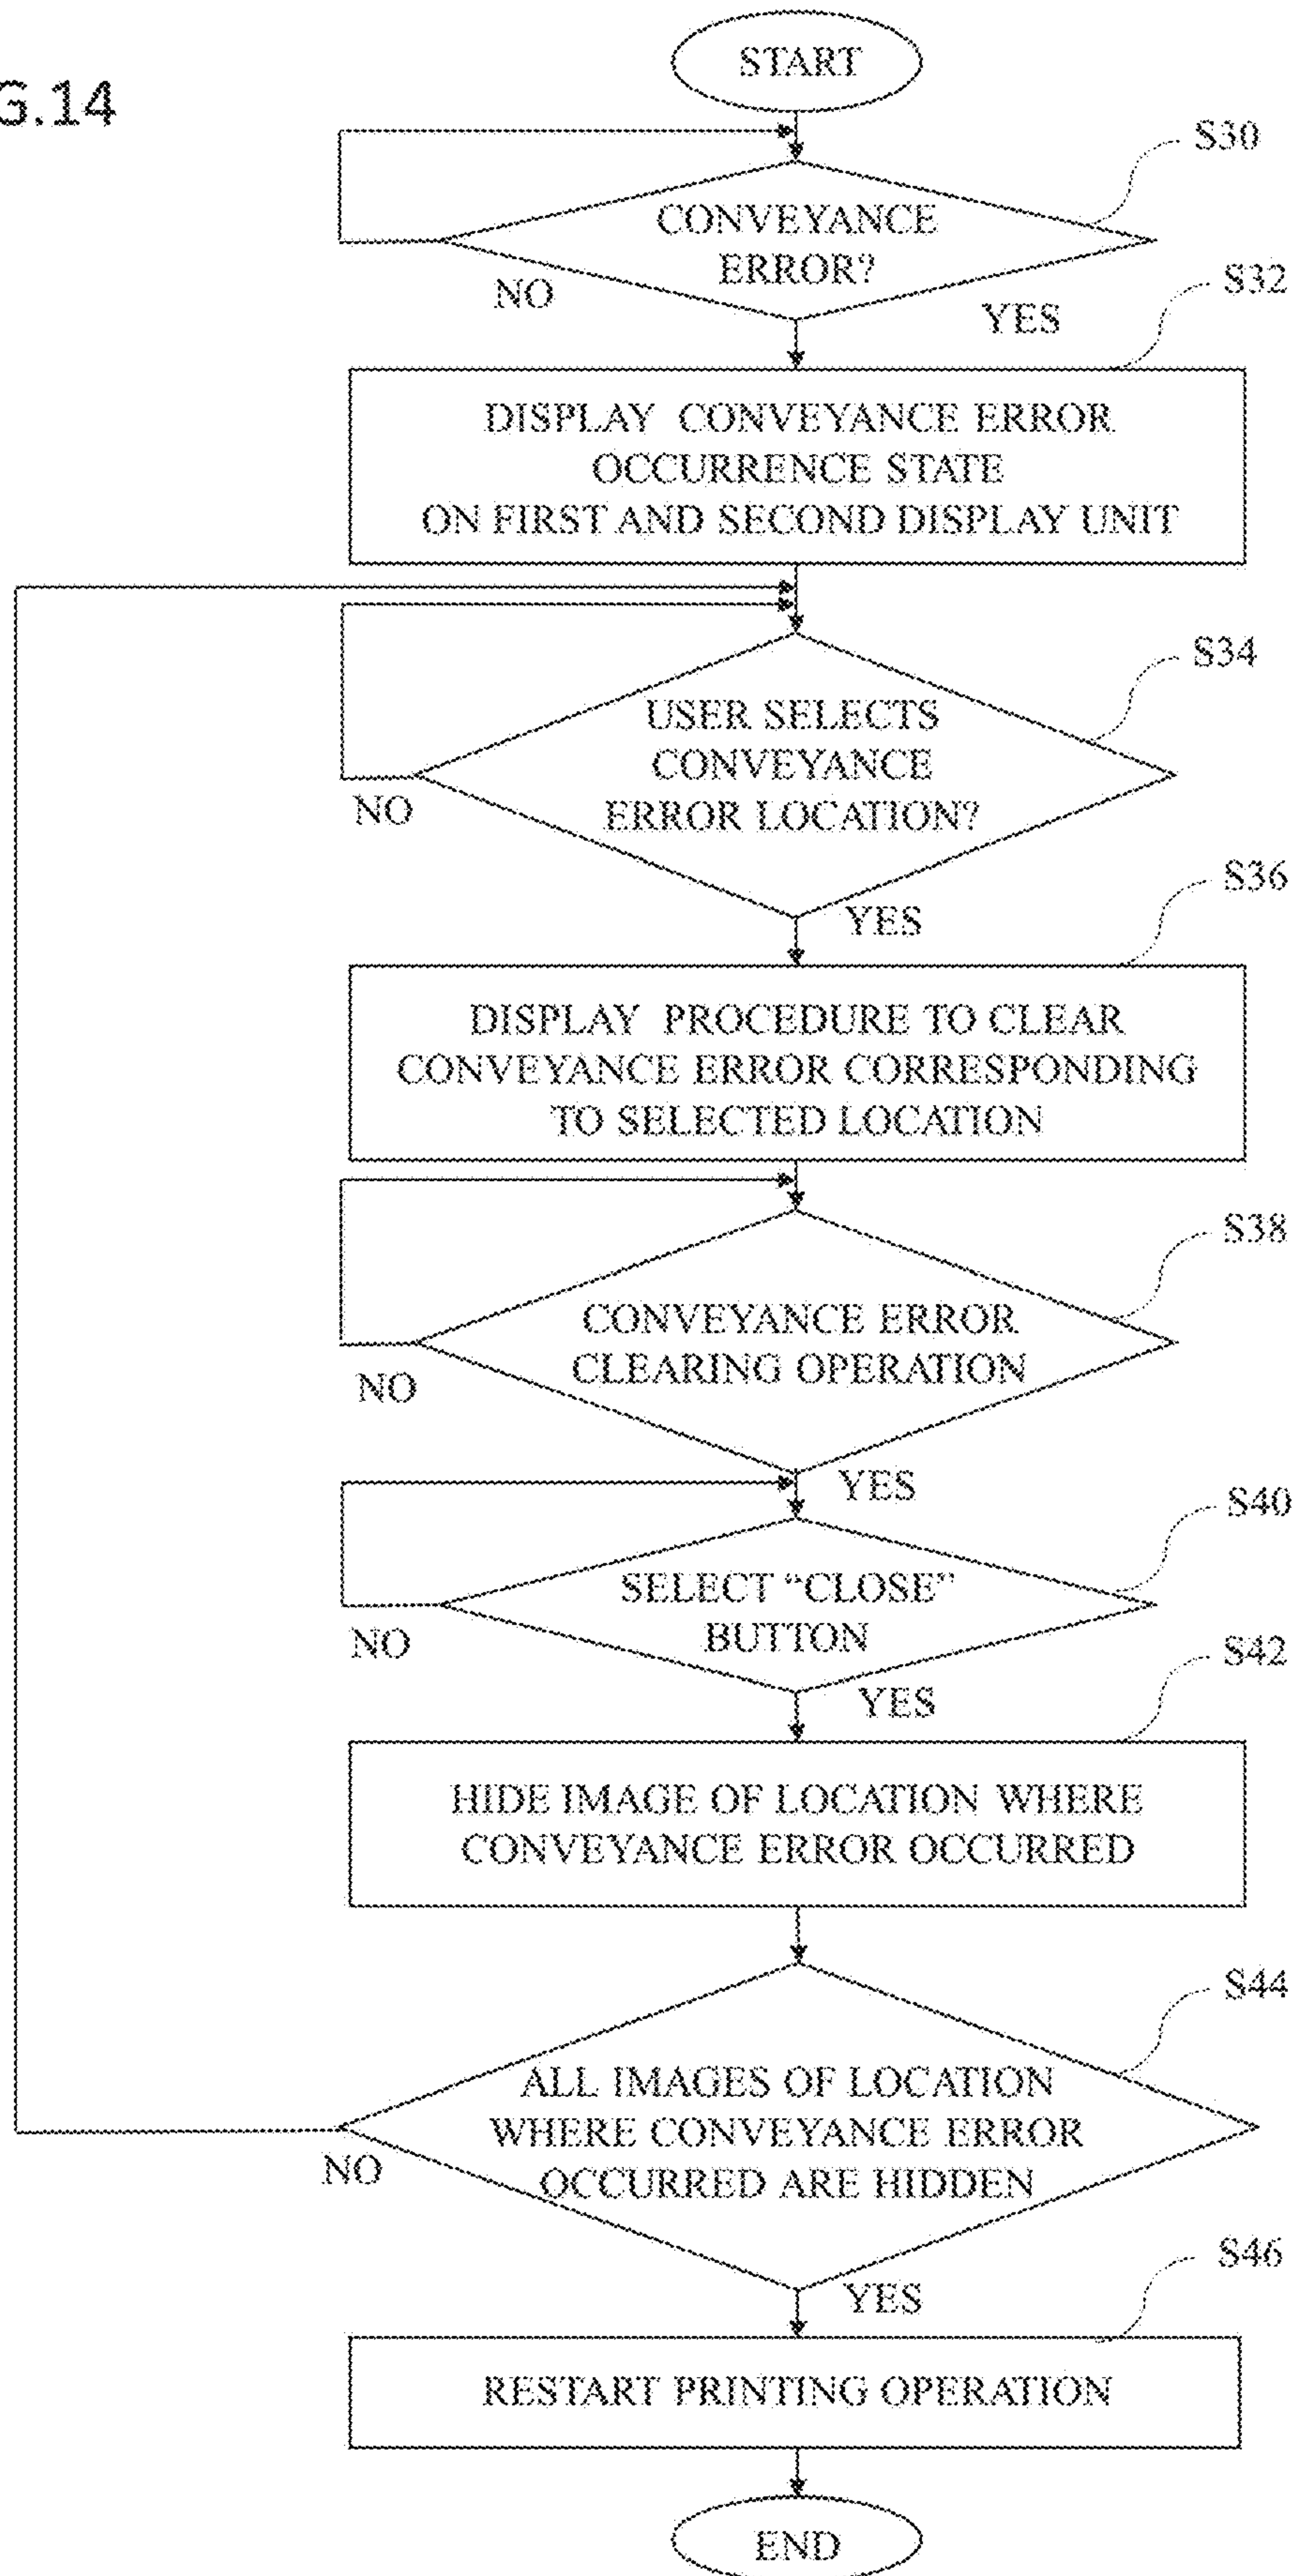 G.14
START
S30
CONVEYANCE
ERROR?
NO
YES
S32
DISPLAY CONVEYANCE ERROR
OCCURRENCE STATE
ON FIRST AND SECOND DISPLAY UNIT
S34
USER SELECTS
CONVEYANCE
ERROR LOCATION?
NO
YES
S36
DISPLAY PROCEDURE TO CLEAR
CONVEYANCE ERROR CORRESPONDING
TO SELECTED LOCATION
S38
CONVEYANCE ERROR
CLEARING OPERATION
NO
YES
S40
SELECT “CLOSE”
BUTTON
NO
YES
S42
HIDE IMAGE OF LOCATION WHERE
CONVEYANCE ERROR OCCURRED
S44
ALL IMAGES OF LOCATION
WHERE CONVEYANCE ERROR
OCCURRED ARE HIDDEN
NO
YES
S46
RESTART PRINTING OPERATION
END